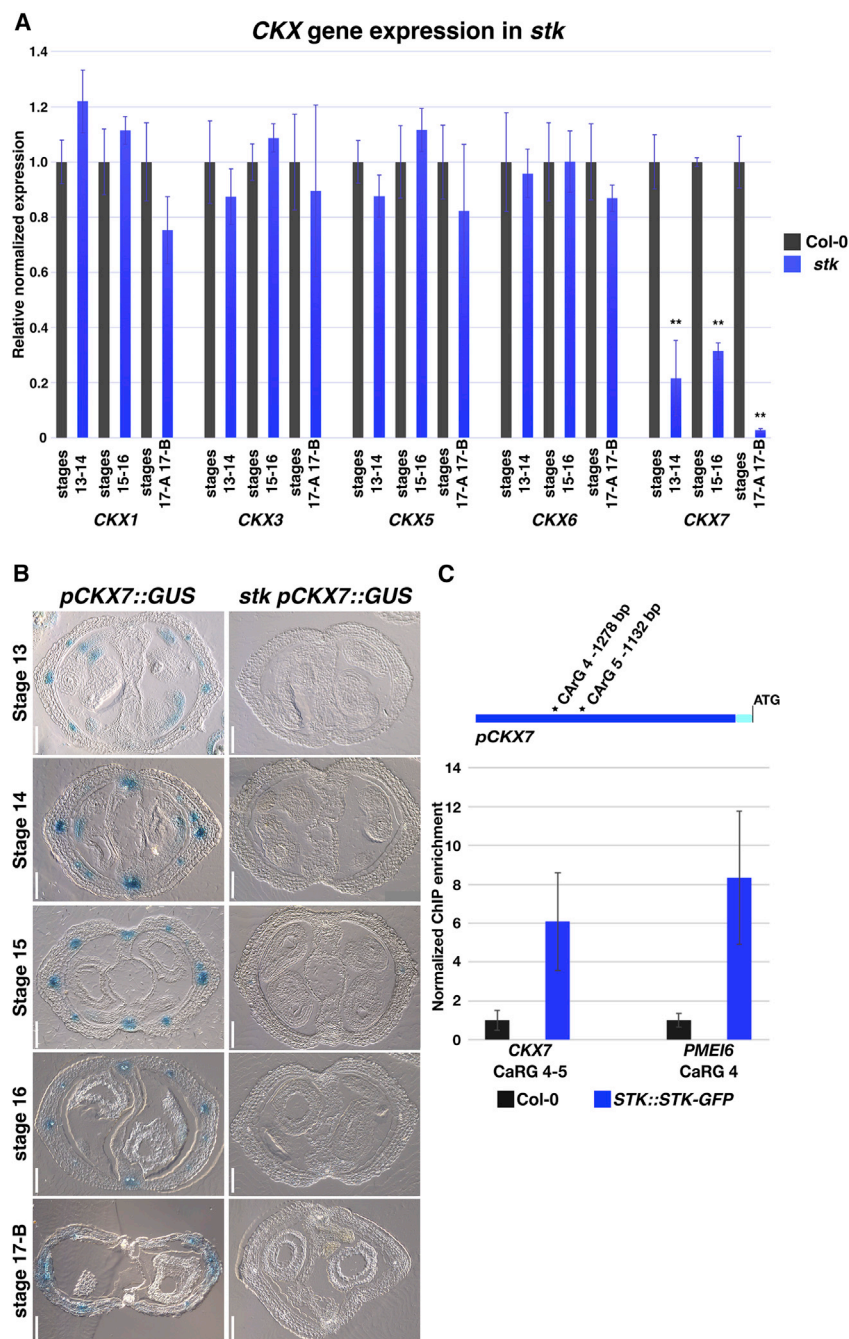 A
CKX gene expression in stk
Relative normalized expression
1.4
1.2
1.0
0.8
0.6
0.4
0.2
0
**
**
**
Col-0
stk
stages
13-14
stages
15-16
stages
17-A 17-B
stages
13-14
stages
15-16
stages
17-A 17-B
stages
13-14
stages
15-16
stages
17-A 17-B
stages
13-14
stages
15-16
stages
17-A 17-B
stages
13-14
stages
15-16
stages
17-A 17-B
CKX1 CKX3 CKX5 CKX6 CKX7
B
pCKX7::GUS stk pCKX7::GUS
Stage 13
Stage 14
Stage 15
stage 16
stage 17-B
C
* CArG 4 -1278 bp
* CArG 5 -1132 bp
ATG
pCKX7
Normalized ChIP enrichment
14
12
10
8
6
4
2
0
CKX7
CaRG 4-5
PMEI6
CaRG 4
Col-0 STK::STK-GFP